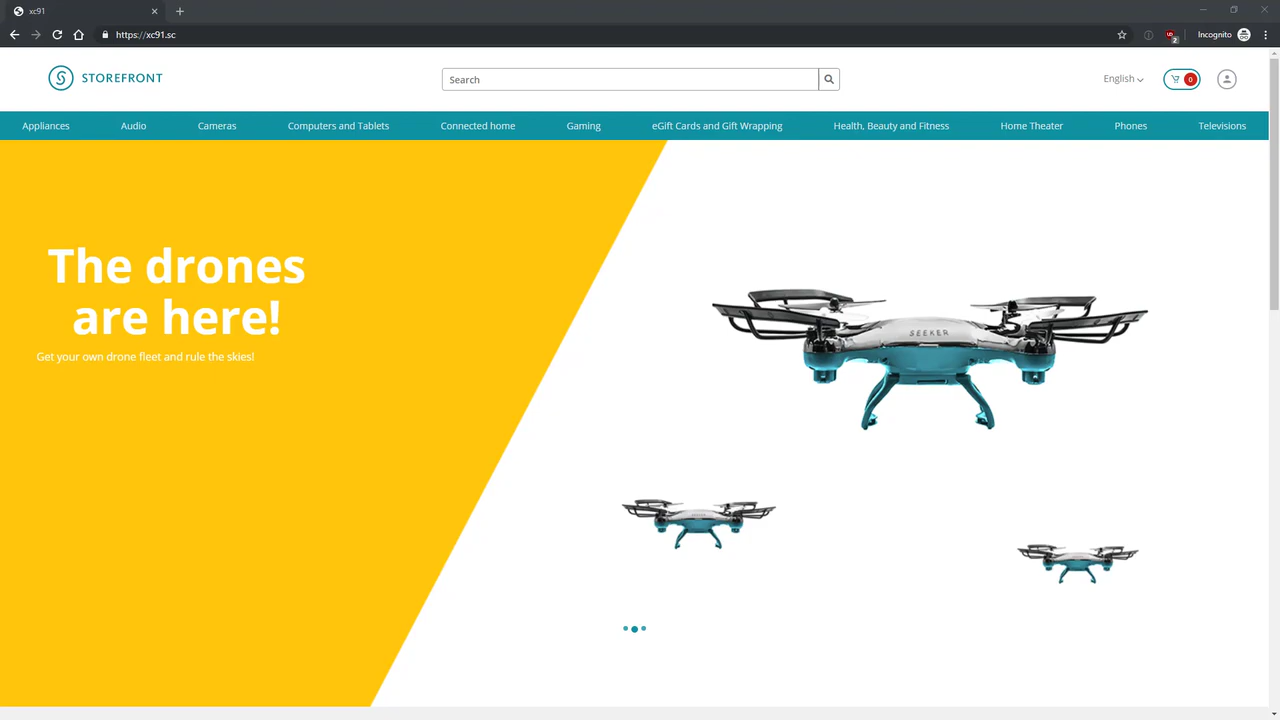 xc91
https://xc91.sc
2
Incognito
STOREFRONT
Search
English
0
Appliances Audio Cameras Computers and Tablets Connected home Gaming eGift Cards and Gift Wrapping Health, Beauty and Fitness Home Theater Phones Televisions
The drones
are here!
Get your own drone fleet and rule the skies!
SEEKER